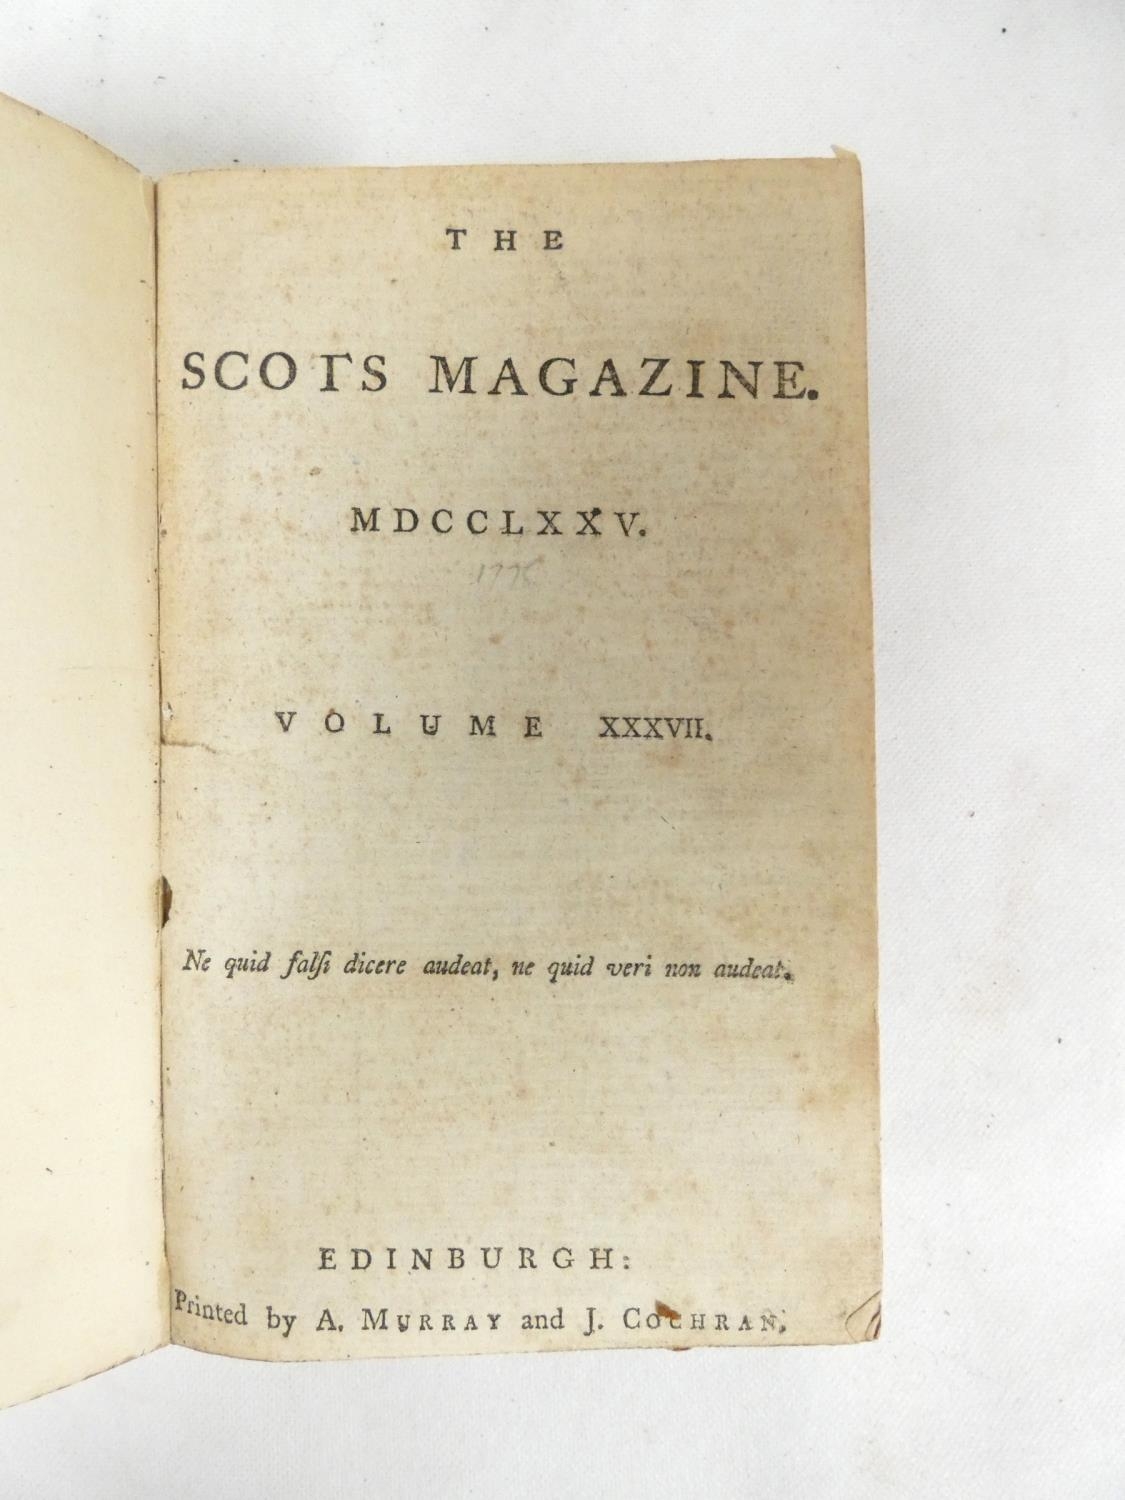 THE
SCOTS MAGAZINE.
MDCCLXXV.
1775
VOLUME XXXVII.
Ne quid falſi dicere audeat, ne quid veri non audeat.
EDINBURGH:
Printed by A. MURRAY and J. COCHRAN.